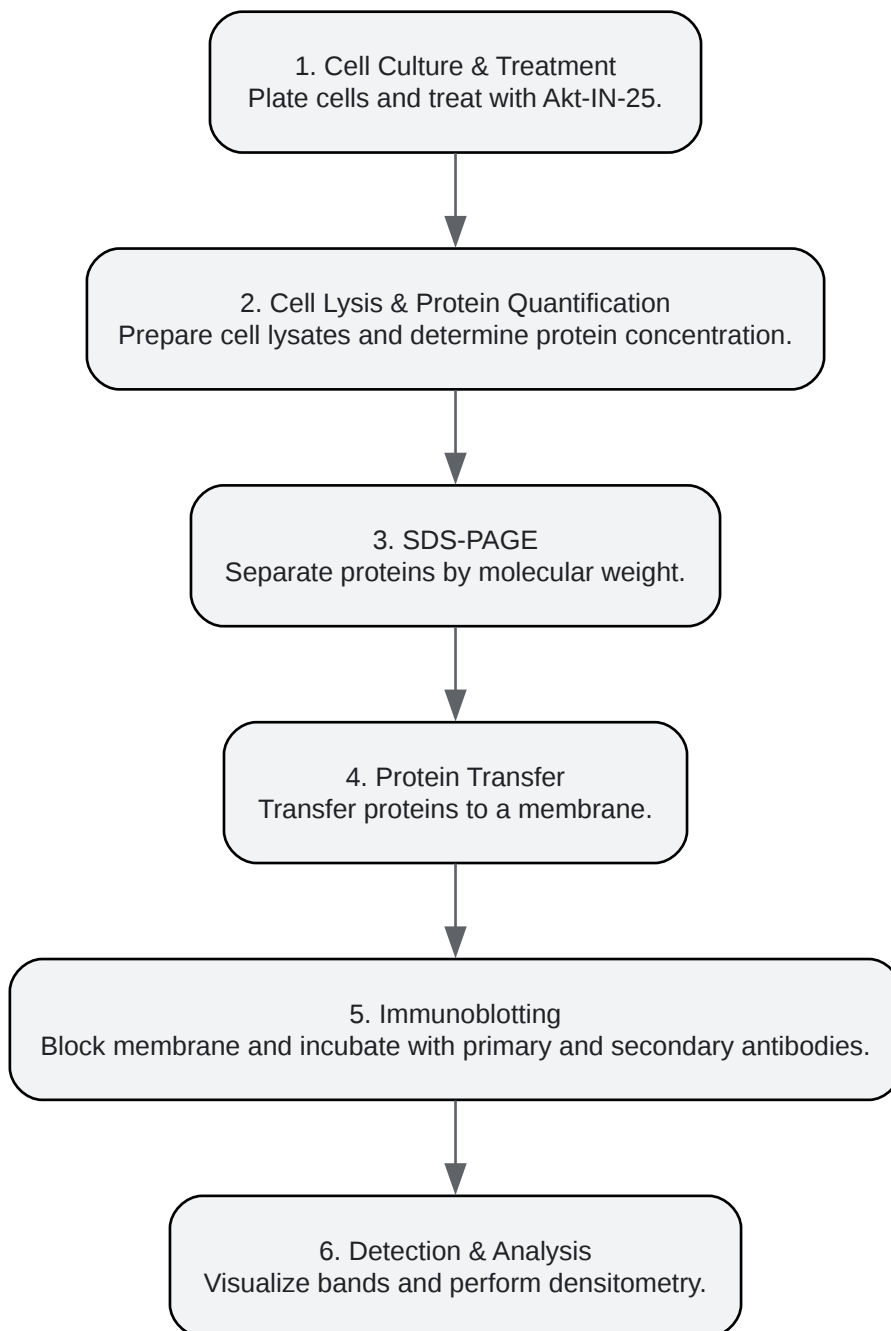 1. Cell Culture & Treatment
Plate cells and treat with Akt-IN-25.
2. Cell Lysis & Protein Quantification
Prepare cell lysates and determine protein concentration.
3. SDS-PAGE
Separate proteins by molecular weight.
4. Protein Transfer
Transfer proteins to a membrane.
5. Immunoblotting
Block membrane and incubate with primary and secondary antibodies.
6. Detection & Analysis
Visualize bands and perform densitometry.